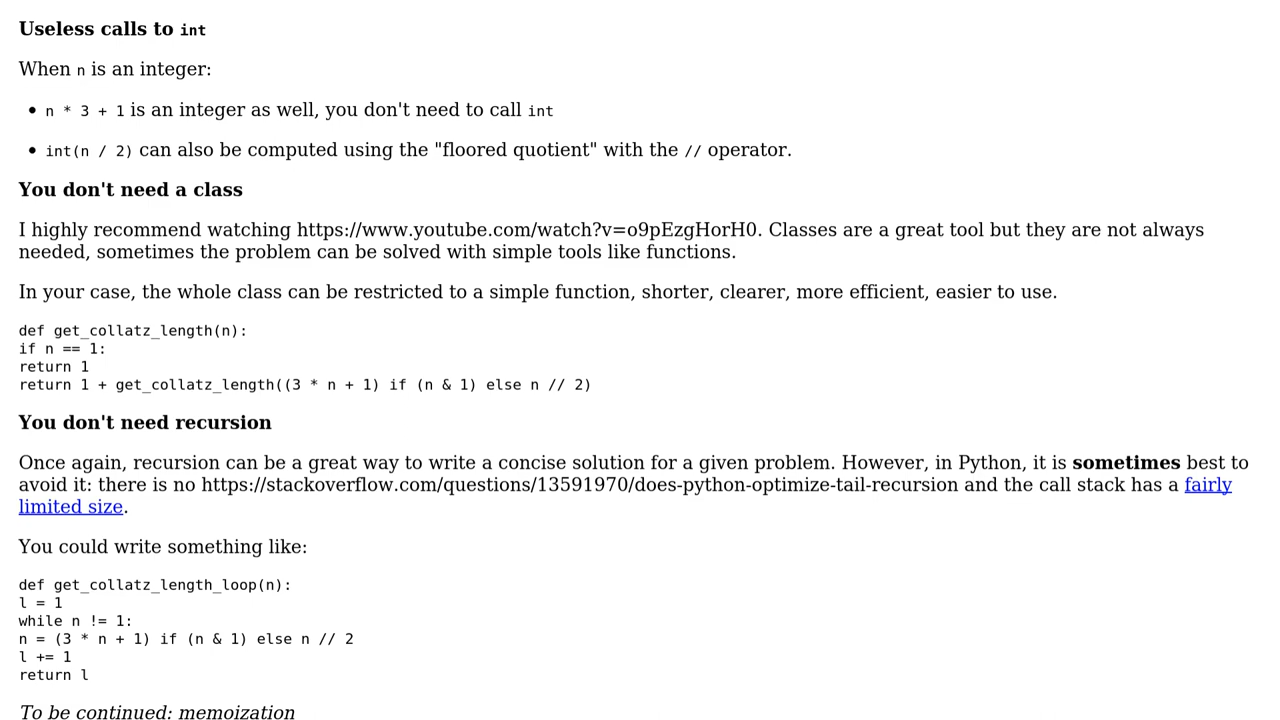 Useless calls to int
When n is an integer:
• n * 3 + 1 is an integer as well, you don't need to call int
• int(n / 2) can also be computed using the "floored quotient" with the // operator.
You don't need a class
I highly recommend watching https://www.youtube.com/watch?v=o9pEzgHorH0. Classes are a great tool but they are not always
needed, sometimes the problem can be solved with simple tools like functions.
In your case, the whole class can be restricted to a simple function, shorter, clearer, more efficient, easier to use.
def get_collatz_length(n):
if n == 1:
return 1
return 1 + get_collatz_length((3 * n + 1) if (n & 1) else n // 2)
You don't need recursion
Once again, recursion can be a great way to write a concise solution for a given problem. However, in Python, it is sometimes best to
avoid it: there is no https://stackoverflow.com/questions/13591970/does-python-optimize-tail-recursion and the call stack has a fairly
limited size.
You could write something like:
def get_collatz_length_loop(n):
l = 1
while n != 1:
n = (3 * n + 1) if (n & 1) else n // 2
l += 1
return l
To be continued: memoization